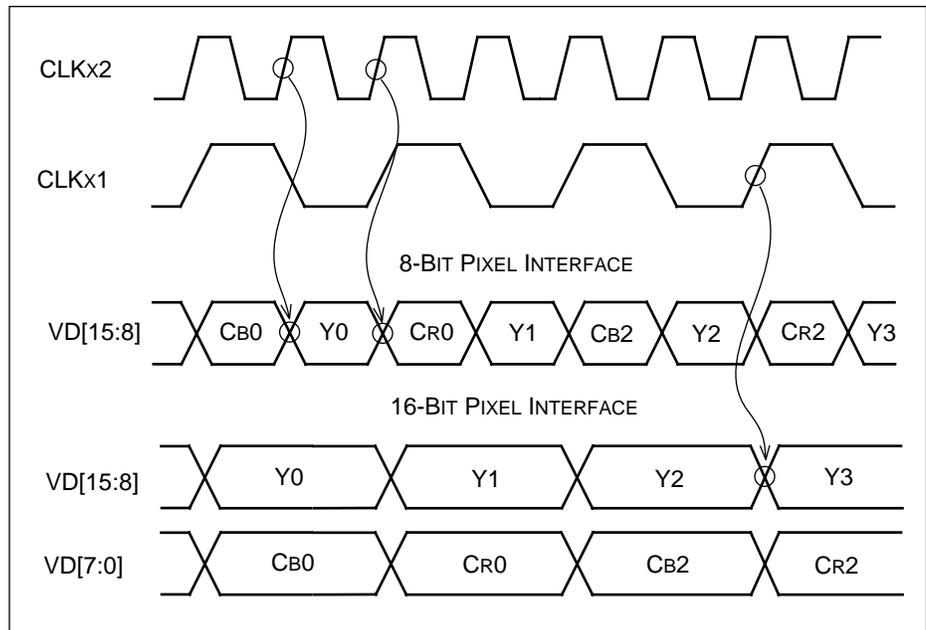 CLKx2
CLKx1
8-BIT PIXEL INTERFACE
VD[15:8] CB0 Y0 CR0 Y1 CB2 Y2 CR2 Y3
16-BIT PIXEL INTERFACE
VD[15:8] Y0 Y1 Y2 Y3
VD[7:0] CB0 CR0 CB2 CR2